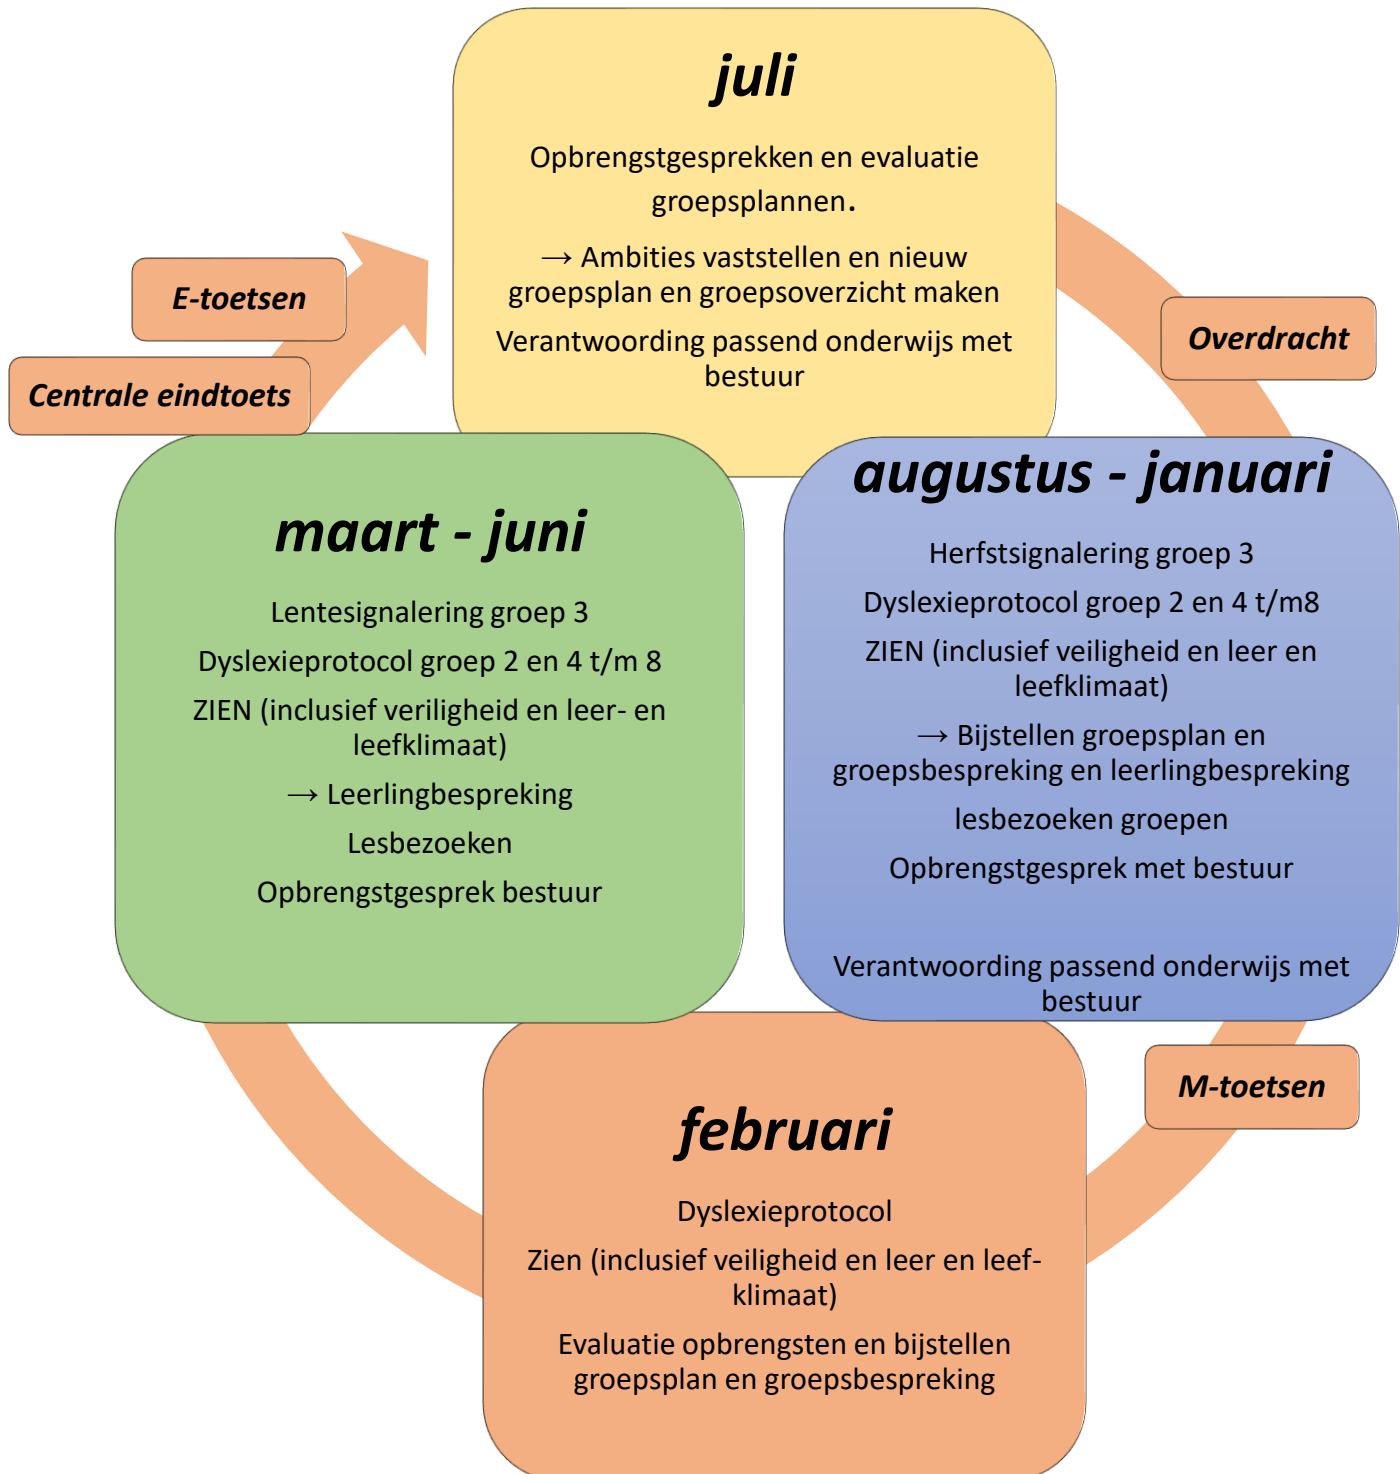 juli
Opbrengstgesprekken en evaluatie
groepsplannen.
→ Ambities vaststellen en nieuw
groepsplan en groepsoverzicht maken
Verantwoording passend onderwijs met
bestuur
E-toetsen
Centrale eindtoets
Overdracht
augustus - januari
Herfstsignalering groep 3
Dyslexieprotocol groep 2 en 4 t/m8
ZIEN (inclusief veiligheid en leer en
leefklimaat)
→ Bijstellen groepsplan en
groepsbespreking en leerlingbespreking
lesbezoeken groepen
Opbrengstgesprek met bestuur
Verantwoording passend onderwijs met
bestuur
M-toetsen
februari
Dyslexieprotocol
Zien (inclusief veiligheid en leer en leef-
klimaat)
Evaluatie opbrengsten en bijstellen
groepsplan en groepsbespreking
maart - juni
Lentesignalering groep 3
Dyslexieprotocol groep 2 en 4 t/m 8
ZIEN (inclusief veriligheid en leer- en
leefklimaat)
→ Leerlingbespreking
Lesbezoeken
Opbrengstgesprek bestuur